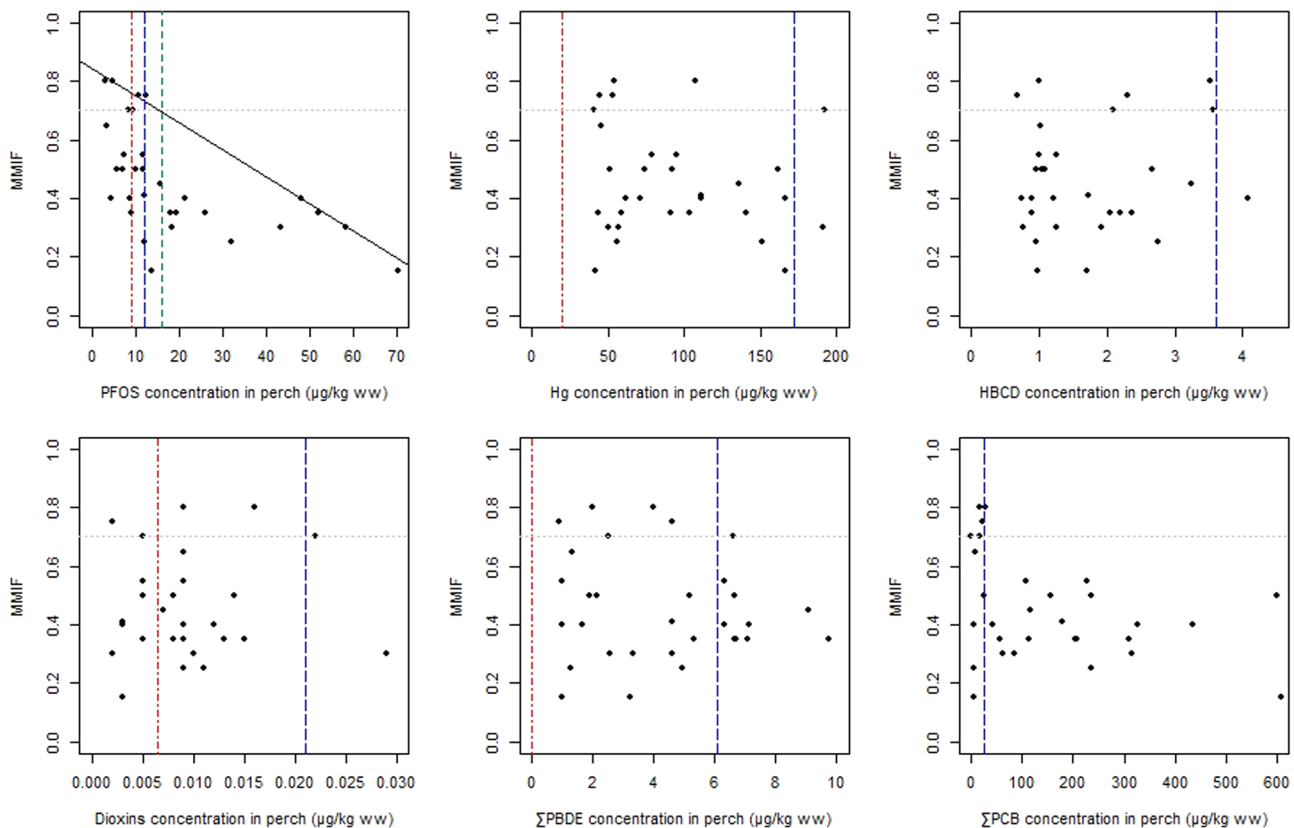 1.0
0.8
0.6
0.4
0.2
0.0
MMIF
0 10 20 30 40 50 60 70
PFOS concentration in perch (µg/kg ww)
1.0
0.8
0.6
0.4
0.2
0.0
MMIF
0 50 100 150 200
Hg concentration in perch (µg/kg ww)
1.0
0.8
0.6
0.4
0.2
0.0
MMIF
0 1 2 3 4
HBCD concentration in perch (µg/kg ww)
1.0
0.8
0.6
0.4
0.2
0.0
MMIF
0.000 0.005 0.010 0.015 0.020 0.025 0.030
Dioxins concentration in perch (µg/kg ww)
1.0
0.8
0.6
0.4
0.2
0.0
MMIF
0 2 4 6 8 10
∑PBDE concentration in perch (µg/kg ww)
1.0
0.8
0.6
0.4
0.2
0.0
MMIF
0 100 200 300 400 500 600
∑PCB concentration in perch (µg/kg ww)